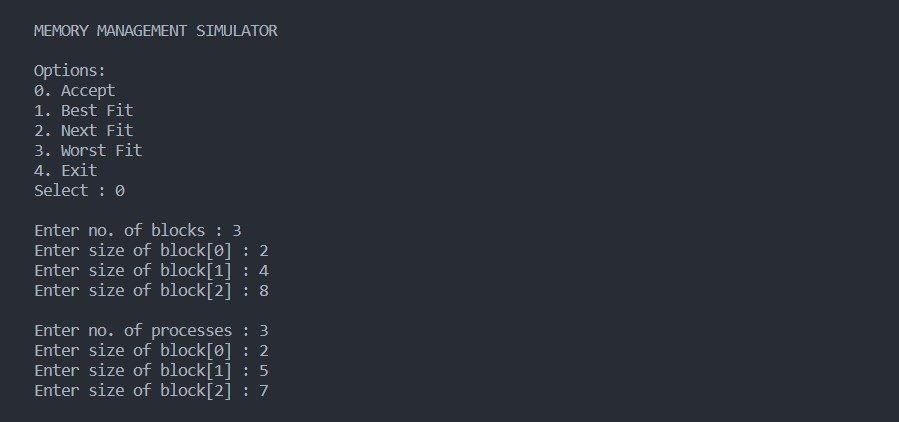 MEMORY MANAGEMENT SIMULATOR
Options:
0. Accept
1. Best Fit
2. Next Fit
3. Worst Fit
4. Exit
Select : 0
Enter no. of blocks : 3
Enter size of block[0] : 2
Enter size of block[1] : 4
Enter size of block[2] : 8
Enter no. of processes : 3
Enter size of block[0] : 2
Enter size of block[1] : 5
Enter size of block[2] : 7